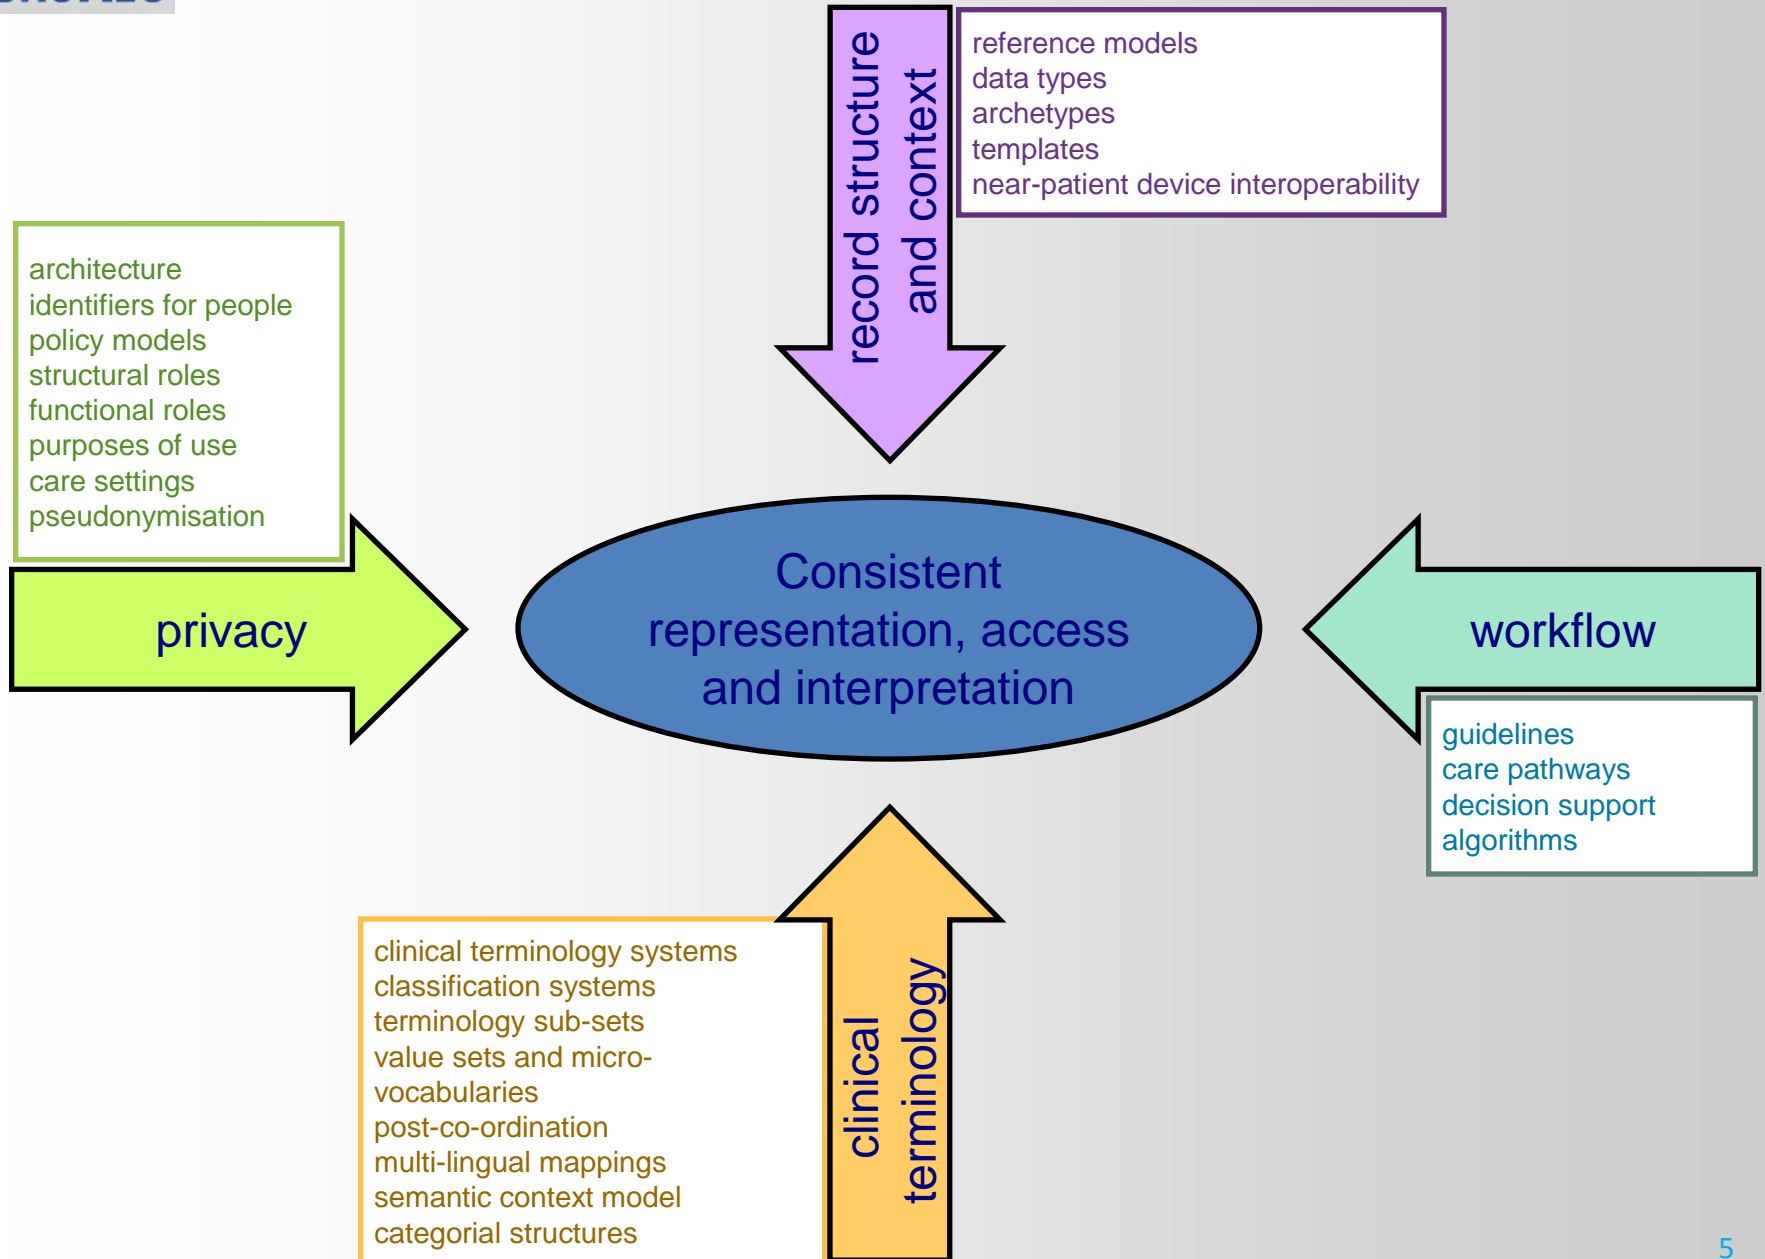 record structure
and context
reference models
data types
archetypes
templates
near-patient device interoperability
architecture
identifiers for people
policy models
structural roles
functional roles
purposes of use
care settings
pseudonymisation
privacy
Consistent
representation, access
and interpretation
workflow
guidelines
care pathways
decision support
algorithms
clinical terminology systems
classification systems
terminology sub-sets
value sets and micro-
vocabularies
post-co-ordination
multi-lingual mappings
semantic context model
categorial structures
clinical
terminology
5